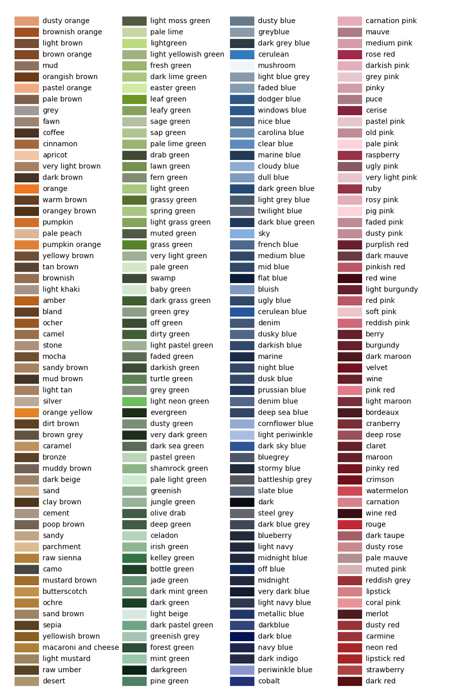 dusty orange
brownish orange
light brown
brown orange
mud
orangish brown
pastel orange
pale brown
grey
fawn
coffee
cinnamon
apricot
very light brown
dark brown
orange
warm brown
orangey brown
pumpkin
pale peach
pumpkin orange
yellowy brown
tan brown
brownish
light khaki
amber
bland
ocher
camel
stone
mocha
sandy brown
mud brown
light tan
silver
orange yellow
dirt brown
brown grey
caramel
bronze
muddy brown
dark beige
sand
clay brown
cement
poop brown
sandy
parchment
raw sienna
camo
mustard brown
butterscotch
ochre
sand brown
sepia
yellowish brown
macaroni and cheese
light mustard
raw umber
desert
light moss green
pale lime
lightgreen
light yellowish green
fresh green
dark lime green
easter green
leaf green
leafy green
sage green
sap green
pale lime green
drab green
lawn green
fern green
light green
grassy green
spring green
light grass green
muted green
grass green
very light green
pale green
swamp
baby green
dark grass green
green grey
off green
dirty green
light pastel green
faded green
darkish green
turtle green
grey green
light neon green
evergreen
dusty green
very dark green
dark sea green
pastel green
shamrock green
pale light green
greenish
jungle green
olive drab
deep green
celadon
irish green
kelley green
bottle green
jade green
dark mint green
dark green
light beige
dark pastel green
greenish grey
forest green
mint green
darkgreen
pine green
dusty blue
greyblue
dark grey blue
cerulean
mushroom
light blue grey
faded blue
dodger blue
windows blue
nice blue
carolina blue
clear blue
marine blue
cloudy blue
dull blue
dark green blue
light grey blue
twilight blue
dark blue green
sky
french blue
medium blue
mid blue
flat blue
bluish
ugly blue
cerulean blue
denim
dusky blue
darkish blue
marine
night blue
dusk blue
prussian blue
denim blue
deep sea blue
cornflower blue
light periwinkle
dark sky blue
bluegrey
stormy blue
battleship grey
slate blue
dark
steel grey
dark blue grey
blueberry
light navy
midnight blue
off blue
midnight
very dark blue
light navy blue
metallic blue
darkblue
dark blue
navy blue
dark indigo
periwinkle blue
cobalt
carnation pink
mauve
medium pink
rose red
darkish pink
grey pink
pinky
puce
cerise
pastel pink
old pink
pale pink
raspberry
ugly pink
very light pink
ruby
rosy pink
pig pink
faded pink
dusty pink
purplish red
dark mauve
pinkish red
red wine
light burgundy
red pink
soft pink
reddish pink
berry
burgundy
dark maroon
velvet
wine
pink red
light maroon
bordeaux
cranberry
deep rose
claret
maroon
pinky red
crimson
watermelon
carnation
wine red
rouge
dark taupe
dusty rose
pale mauve
muted pink
reddish grey
lipstick
coral pink
merlot
dusty red
carmine
neon red
lipstick red
strawberry
dark red